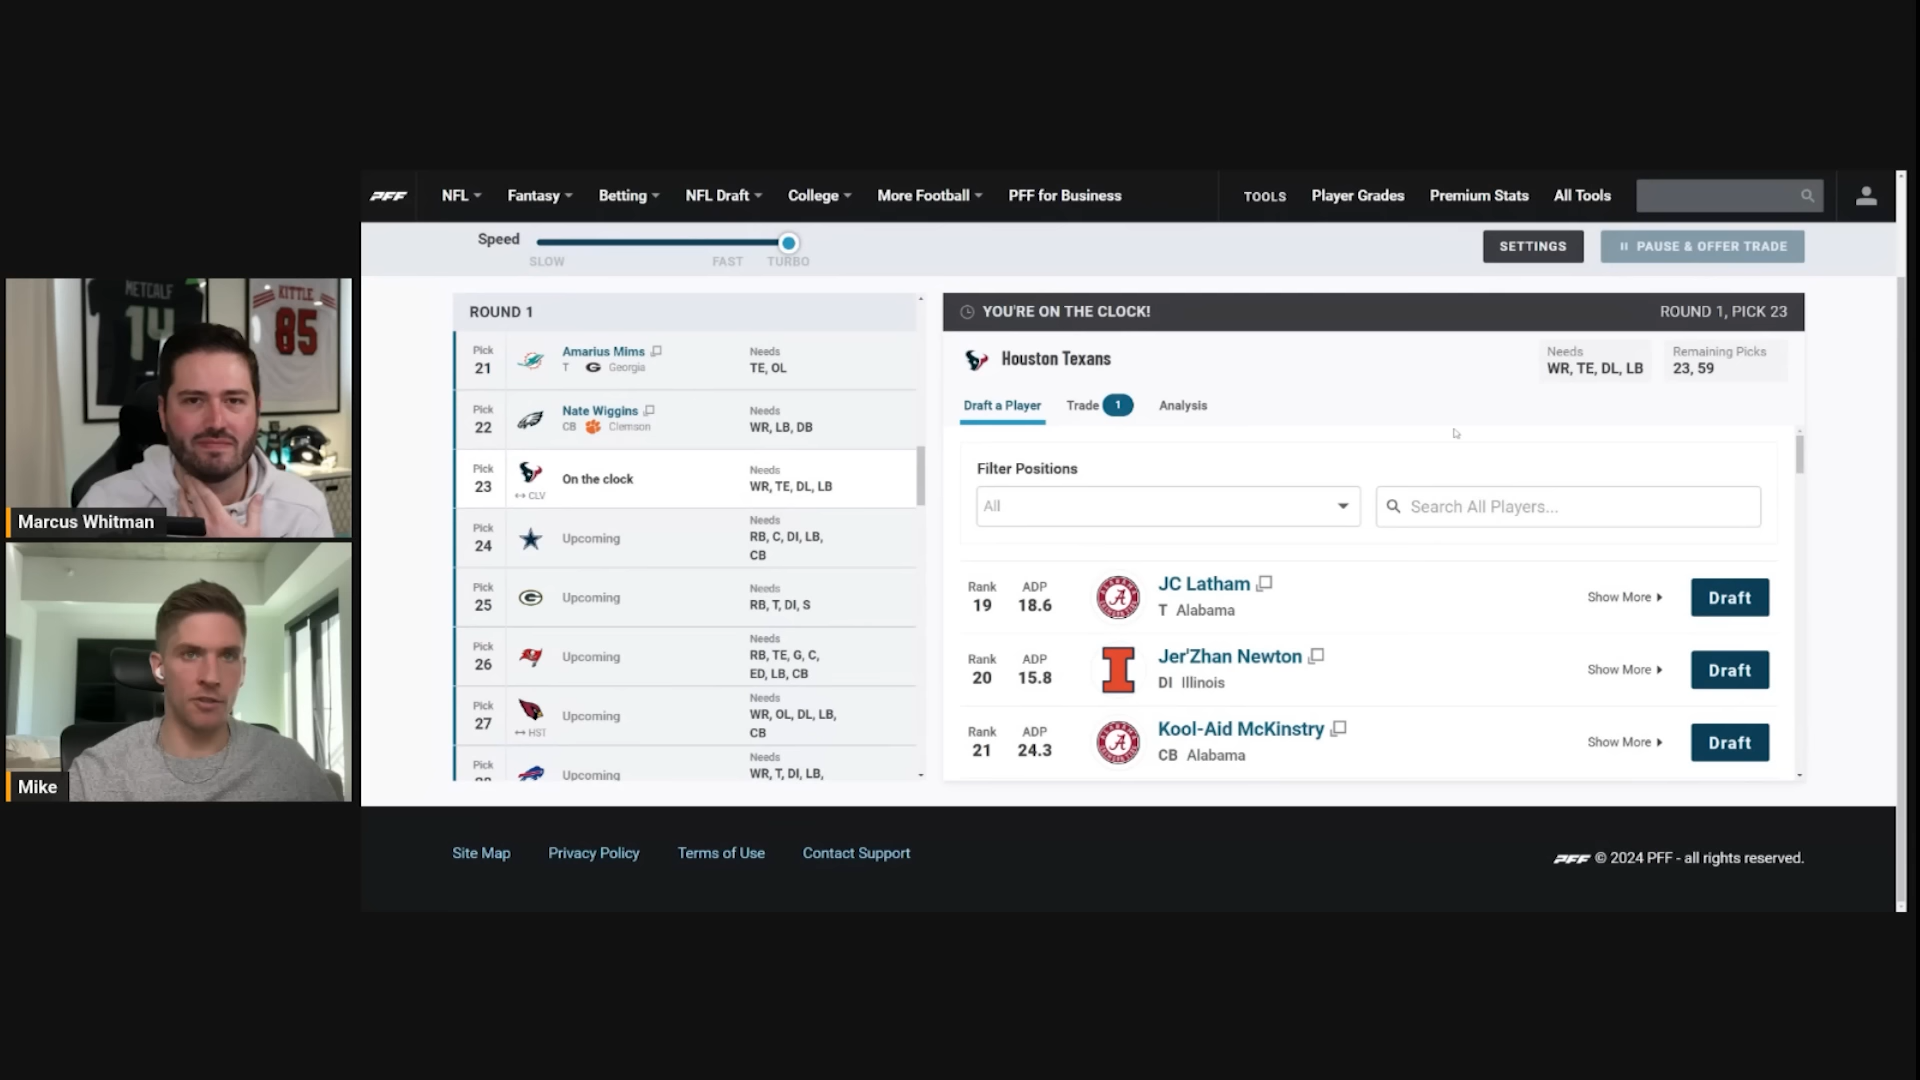 PFF
NFL
Fantasy
Betting
NFL Draft
College
More Football
PFF for Business
TOOLS
Player Grades
Premium Stats
All Tools
Speed
SLOW
FAST
TURBO
SETTINGS
PAUSE & OFFER TRADE
METCALF
14
KITTLE
85
Marcus Whitman
Mike
ROUND 1
Pick
21
Amarius Mims
T Georgia
Needs
TE, OL
Pick
22
Nate Wiggins
CB Clemson
Needs
WR, LB, DB
Pick
23
↔ CLV
On the clock
Needs
WR, TE, DL, LB
Pick
24
Upcoming
Needs
RB, C, DI, LB,
CB
Pick
25
Upcoming
Needs
RB, T, DI, S
Pick
26
Upcoming
Needs
RB, TE, G, C,
ED, LB, CB
Pick
27
↔ HST
Upcoming
Needs
WR, OL, DL, LB,
CB
Pick
28
Upcoming
Needs
WR, T, DI, LB,
YOU'RE ON THE CLOCK!
ROUND 1, PICK 23
Houston Texans
Needs
WR, TE, DL, LB
Remaining Picks
23, 59
Draft a Player
Trade 1
Analysis
Filter Positions
All
Search All Players...
Rank
19
ADP
18.6
JC Latham
T Alabama
Show More
Draft
Rank
20
ADP
15.8
Jer'Zhan Newton
DI Illinois
Show More
Draft
Rank
21
ADP
24.3
Kool-Aid McKinstry
CB Alabama
Show More
Draft
Site Map
Privacy Policy
Terms of Use
Contact Support
PFF © 2024 PFF - all rights reserved.